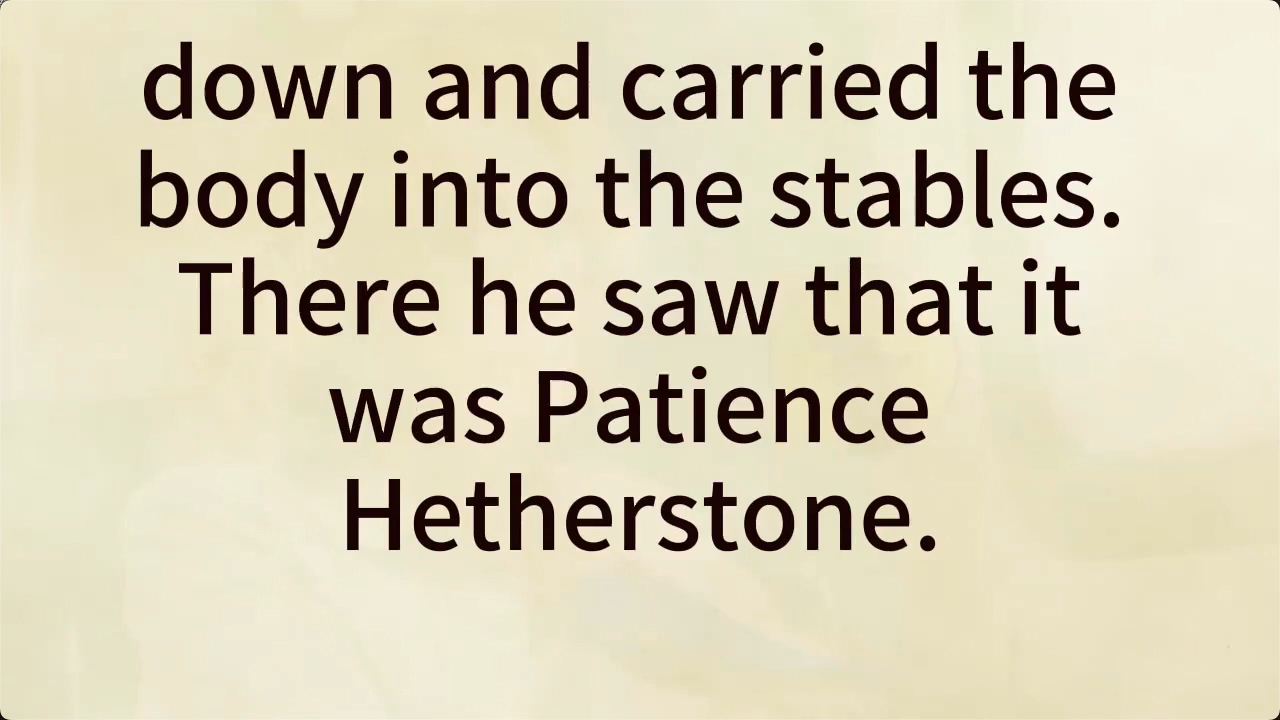 down and carried the
body into the stables.
There he saw that it
was Patience
Hetherstone.